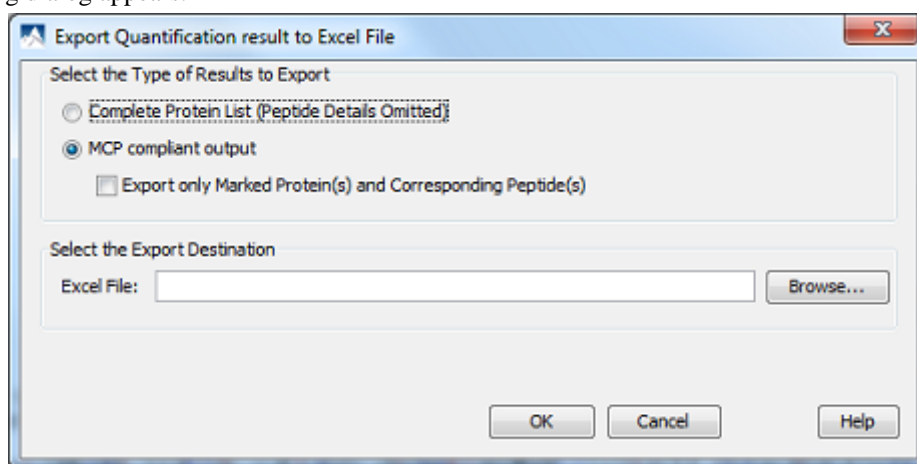 g dialog appears.
Export Quantification result to Excel File
Select the Type of Results to Export
Complete Protein List (Peptide Details Omitted)
MCP compliant output
Export only Marked Protein(s) and Corresponding Peptide(s)
Select the Export Destination
Excel File: Browse...
OK Cancel Help